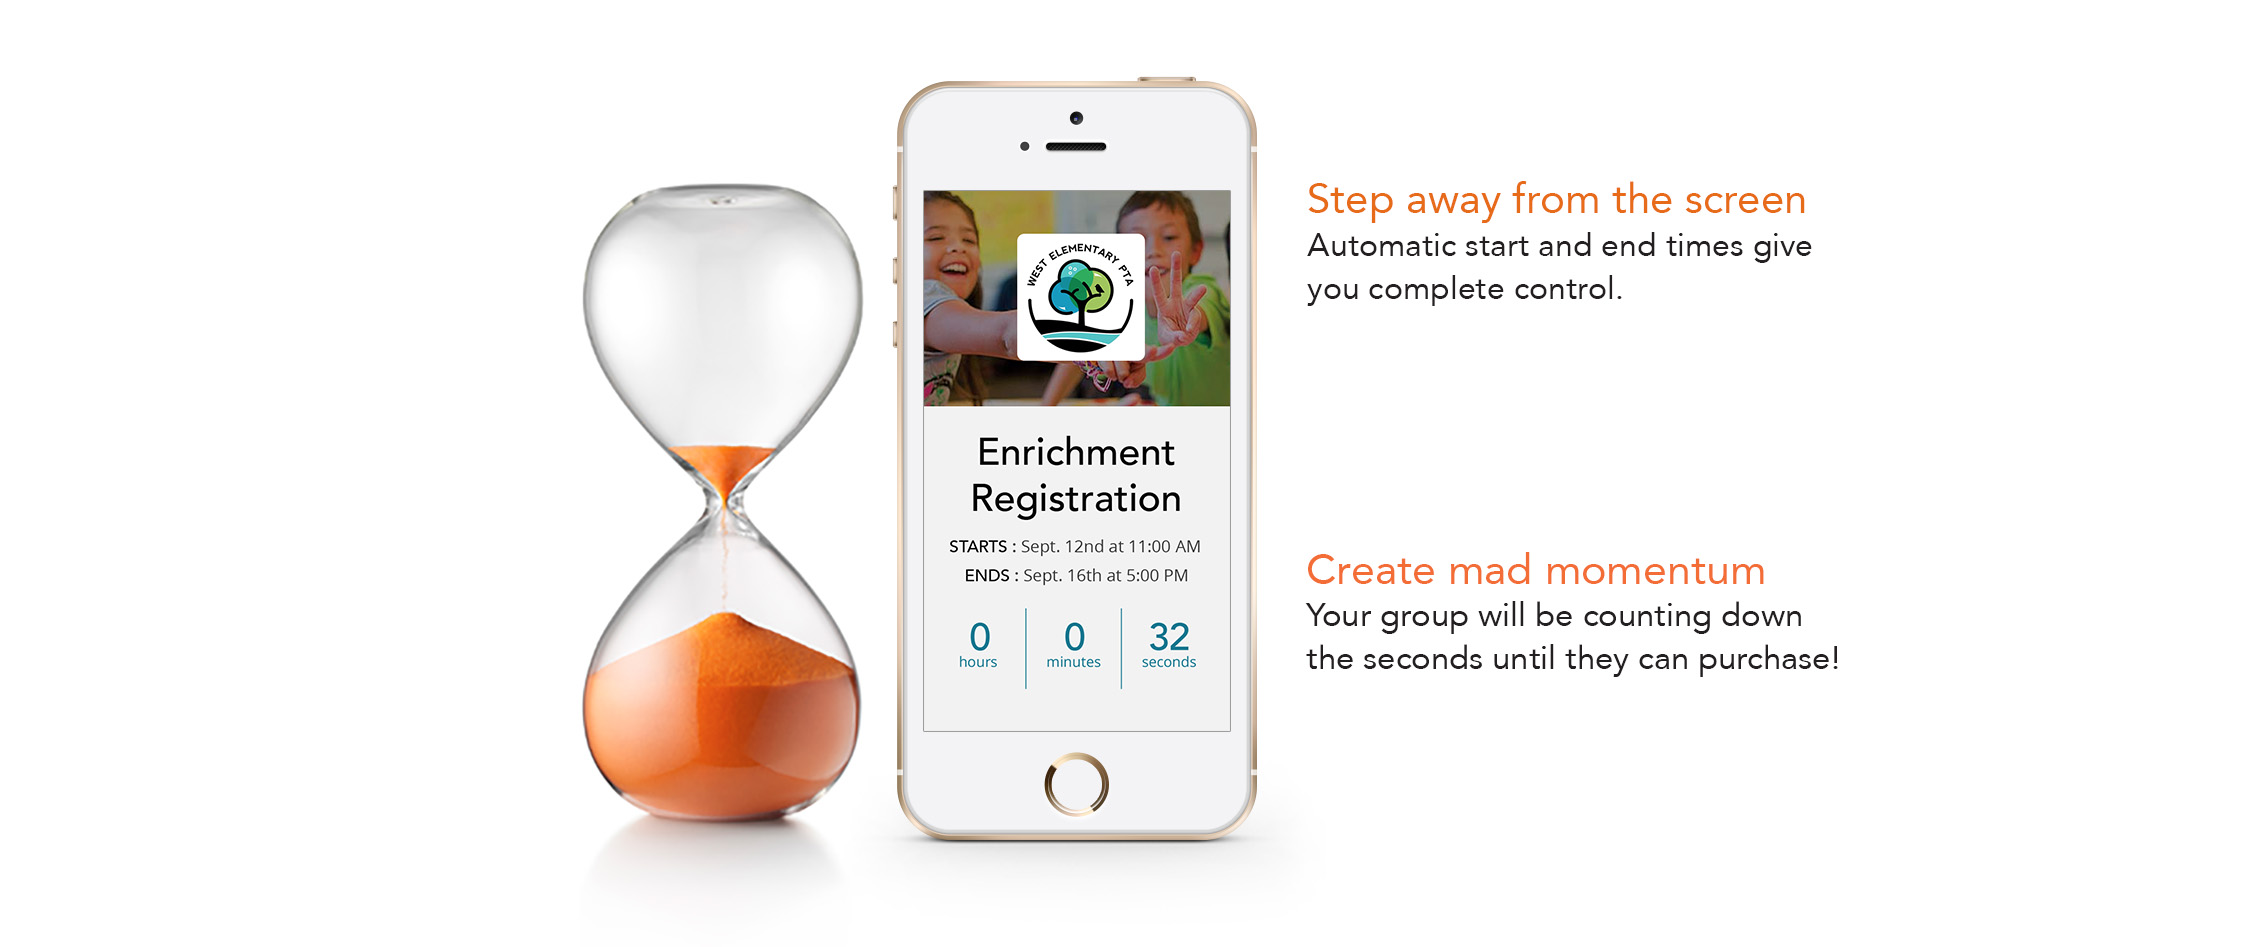 WEST ELEMENTARY PTA
Enrichment
Registration
STARTS : Sept. 12nd at 11:00 AM
ENDS : Sept. 16th at 5:00 PM
0 0 32
hours minutes seconds
Step away from the screen
Automatic start and end times give
you complete control.
Create mad momentum
Your group will be counting down
the seconds until they can purchase!